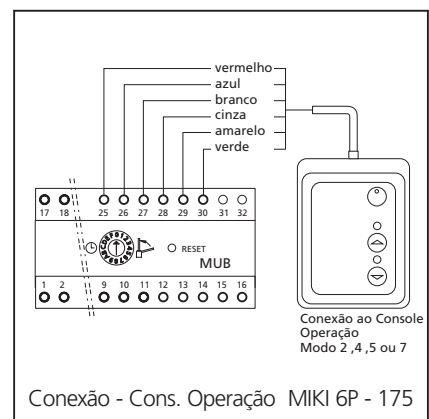 vermelho
azul
branco
cinza
amarelo
verde
17 18 25 26 27 28 29 30 31 32
RESET
MUB
1 2 9 10 11 12 13 14 15 16
Conexão ao Console
Operação
Modo 2 ,4 ,5 ou 7
Conexão - Cons. Operação MIKI 6P - 175